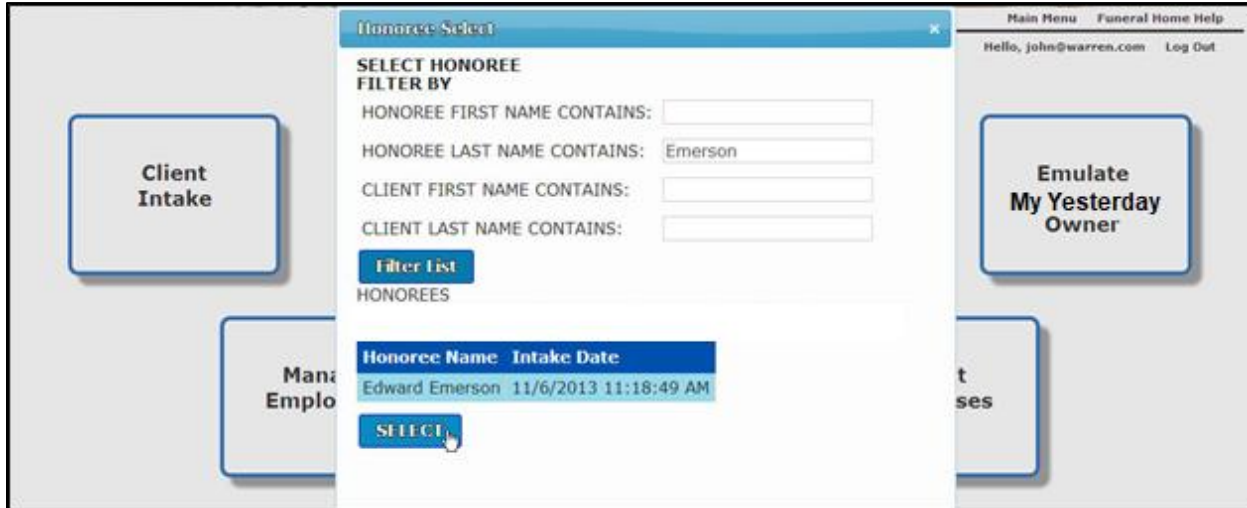 Main Menu Funeral Home Help
Hello, john@warren.com Log Out
Honoree Select ×
SELECT HONOREE
FILTER BY
HONOREE FIRST NAME CONTAINS:
HONOREE LAST NAME CONTAINS: Emerson
CLIENT FIRST NAME CONTAINS:
CLIENT LAST NAME CONTAINS:
Filter List
HONOREES
Honoree Name Intake Date
Edward Emerson 11/6/2013 11:18:49 AM
SELECT
Client
Intake
Emulate
My Yesterday
Owner
Mana
Emplo
t
ses